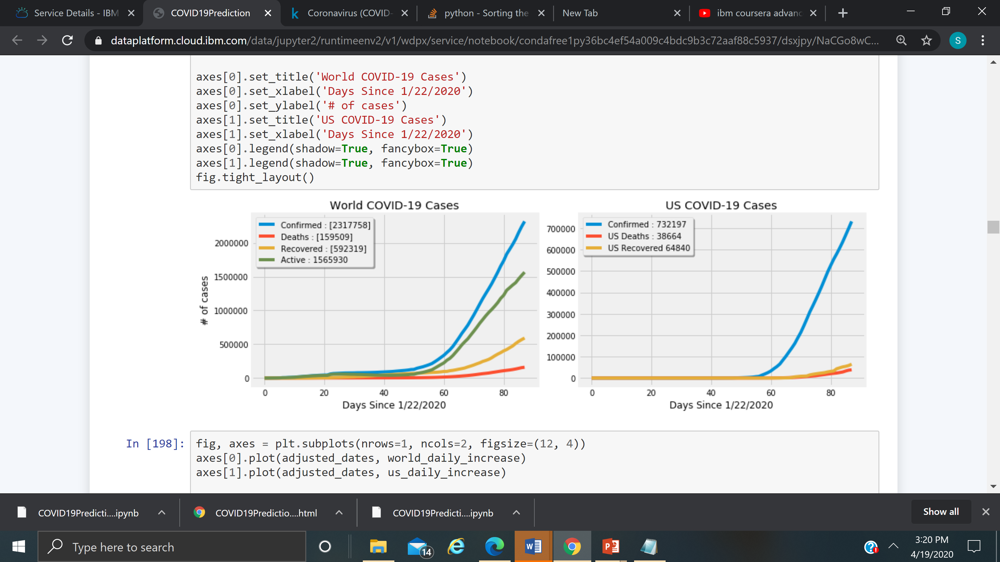 Service Details - IBM
COVID19Prediction
Coronavirus (COVID-
python - Sorting the
New Tab
ibm coursera advanc
dataplatform.cloud.ibm.com/data/jupyter2/runtimeenv2/v1/wdpx/service/notebook/condafree1py36bc4ef54a009c4bdc9b3c72aaf88c5937/dsxjpy/NaCGo8wC...
S
axes[0].set_title('World COVID-19 Cases')
axes[0].set_xlabel('Days Since 1/22/2020')
axes[0].set_ylabel('# of cases')
axes[1].set_title('US COVID-19 Cases')
axes[1].set_xlabel('Days Since 1/22/2020')
axes[0].legend(shadow=True, fancybox=True)
axes[1].legend(shadow=True, fancybox=True)
fig.tight_layout()
World COVID-19 Cases
Confirmed : [2317758]
Deaths : [159509]
Recovered : [592319]
Active : 1565930
# of cases
2000000
1500000
1000000
500000
0
0 20 40 60 80
Days Since 1/22/2020
US COVID-19 Cases
Confirmed : 732197
US Deaths : 38664
US Recovered 64840
700000
600000
500000
400000
300000
200000
100000
0
0 20 40 60 80
Days Since 1/22/2020
In [198]:
fig, axes = plt.subplots(nrows=1, ncols=2, figsize=(12, 4))
axes[0].plot(adjusted_dates, world_daily_increase)
axes[1].plot(adjusted_dates, us_daily_increase)
COVID19Predicti....ipynb
COVID19Predictio....html
COVID19Predicti....ipynb
Show all
Type here to search
14
3:20 PM
4/19/2020